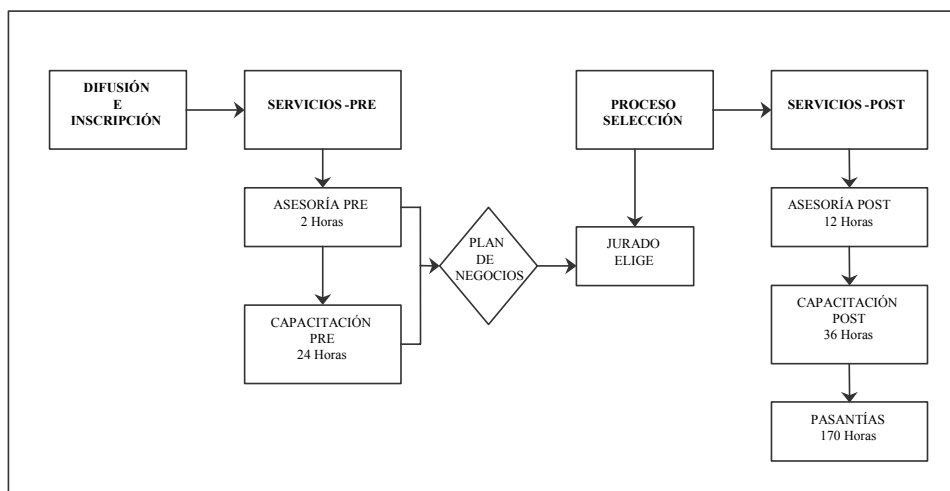 DIFUSIÓN
E
INSCRIPCIÓN
SERVICIOS -PRE
PROCESO
SELECCIÓN
SERVICIOS -POST
ASESORÍA PRE
2 Horas
CAPACITACIÓN
PRE
24 Horas
PLAN
DE
NEGOCIOS
JURADO
ELIGE
ASESORÍA POST
12 Horas
CAPACITACIÓN
POST
36 Horas
PASANTÍAS
170 Horas